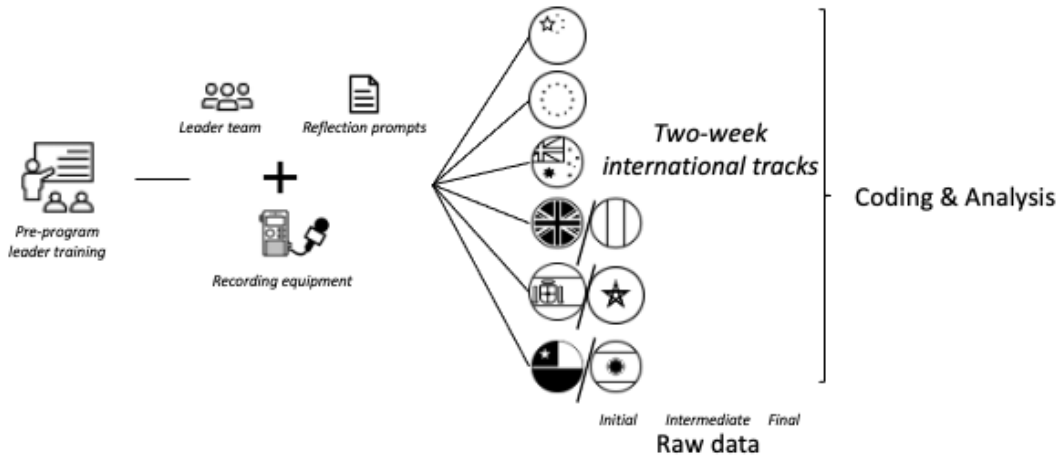 Pre-program
leader training
Leader team
Reflection prompts
Recording equipment
Two-week
international tracks
Coding & Analysis
Initial
Intermediate
Final
Raw data